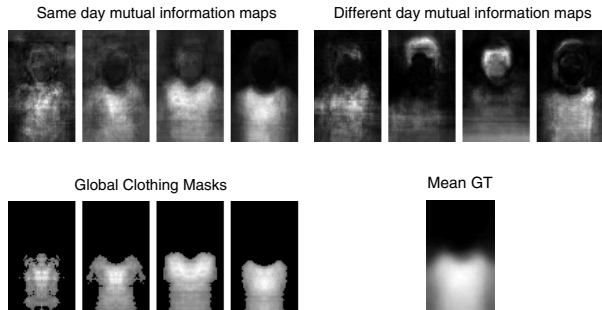 Same day mutual information maps
Different day mutual information maps
Global Clothing Masks
Mean GT